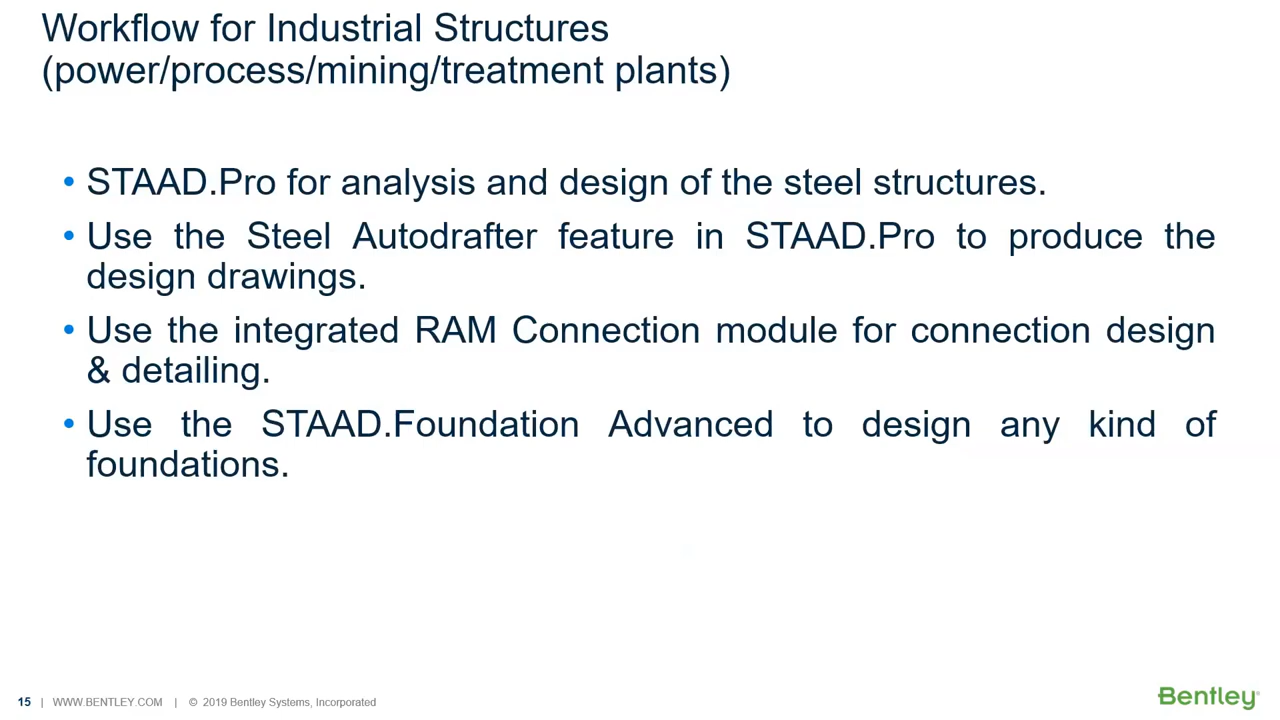 Workflow for Industrial Structures
(power/process/mining/treatment plants)
• STAAD.Pro for analysis and design of the steel structures.
• Use the Steel Autodrafter feature in STAAD.Pro to produce the
design drawings.
• Use the integrated RAM Connection module for connection design
& detailing.
• Use the STAAD.Foundation Advanced to design any kind of
foundations.
15 | WWW.BENTLEY.COM | © 2019 Bentley Systems, Incorporated
Bentley®